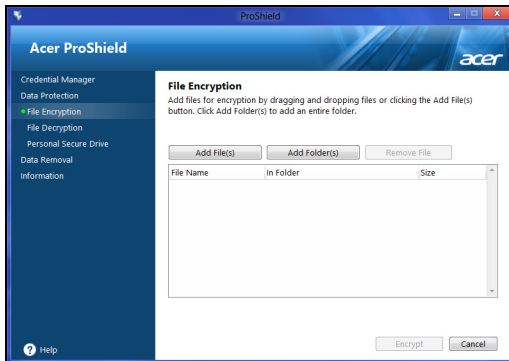 ProShield
Acer ProShield
acer
Credential Manager
Data Protection
File Encryption
File Decryption
Personal Secure Drive
Data Removal
Information
Help
File Encryption
Add files for encryption by dragging and dropping files or clicking the Add File(s)
button. Click Add Folder(s) to add an entire folder.
Add File(s) Add Folder(s) Remove File
File Name In Folder Size
Encrypt Cancel